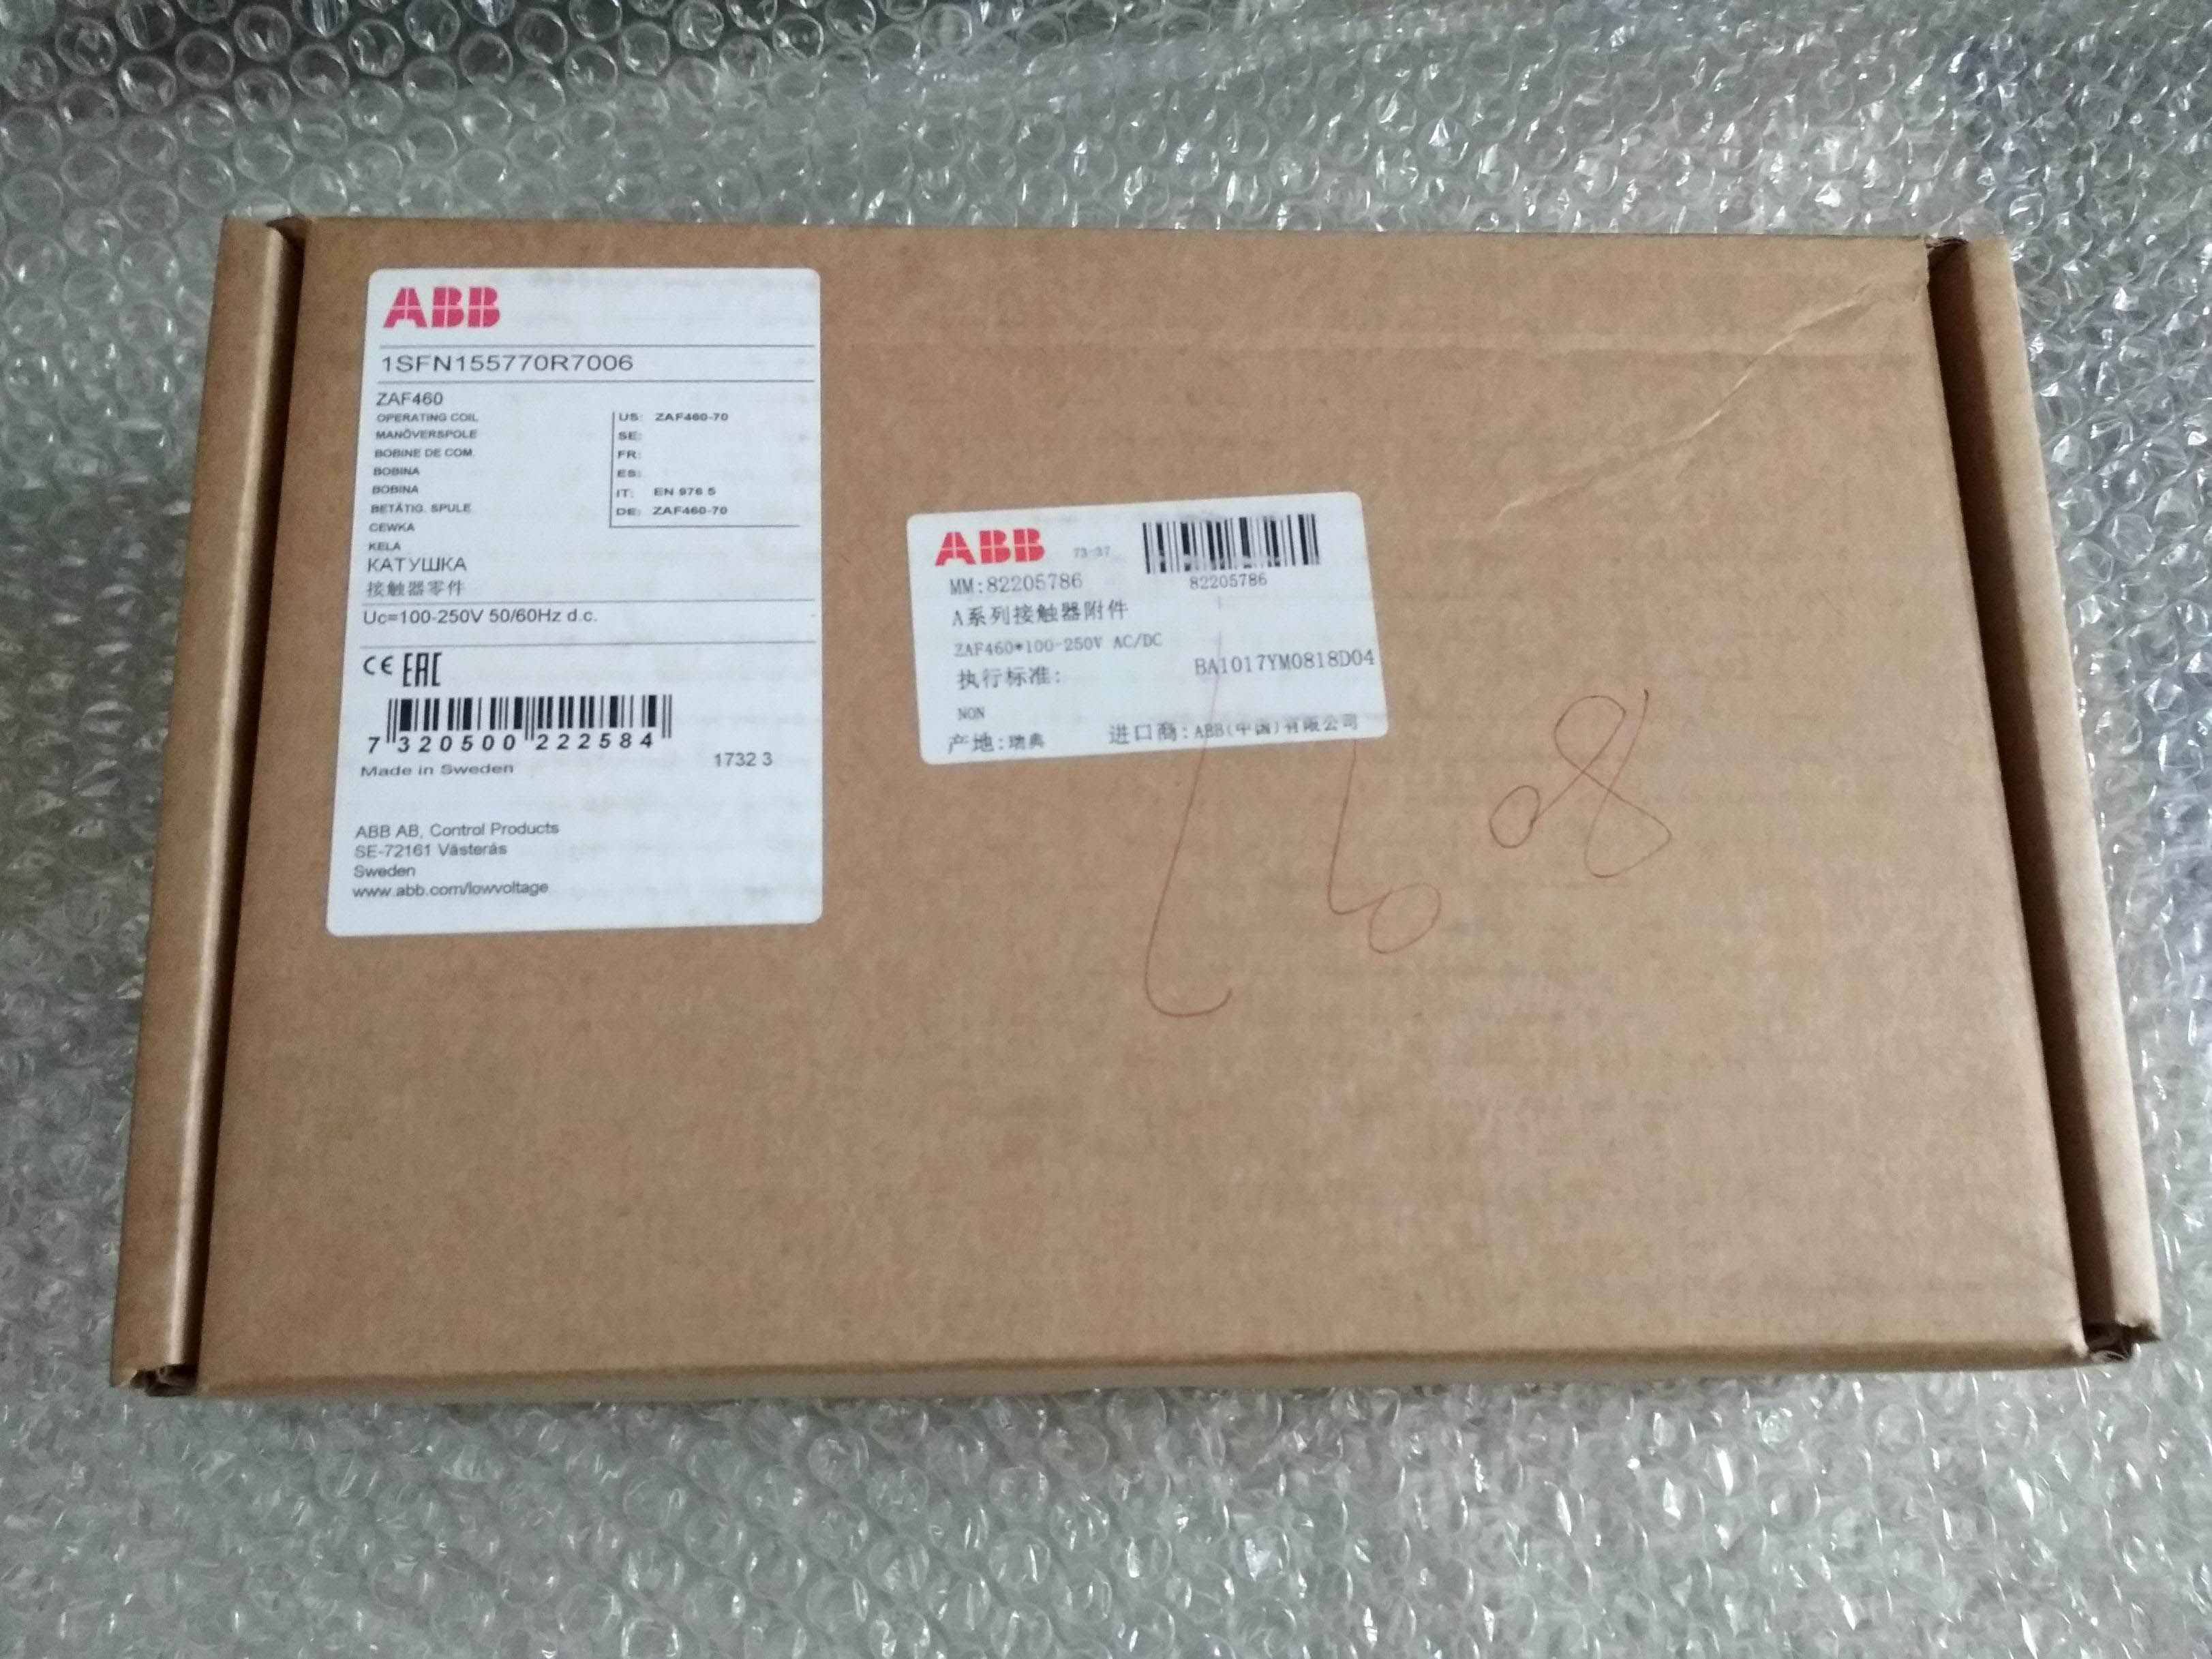 ABB
1SFN155770R7006
ZAF460
OPERATING COIL
MANÖVERSPOLE
BOBINE DE COM.
BOBINA
BOBINA
BETÄTIG. SPULE
CEWKA
KELA
КАТУШКА
接触器零件
US: ZAF460-70
SE:
FR:
ES:
IT: EN 976 5
DE: ZAF460-70
Uc=100-250V 50/60Hz d.c.
CE EAC
7 320500 222584
Made in Sweden 1732 3
ABB AB, Control Products
SE-72161 Västerås
Sweden
www.abb.com/lowvoltage
ABB 73-37
MM:82205786 82205786
A系列接触器附件
ZAF460*100-250V AC/DC
执行标准: BA1017YM0818D04
NON
产地:瑞典 进口商:ABB(中国)有限公司